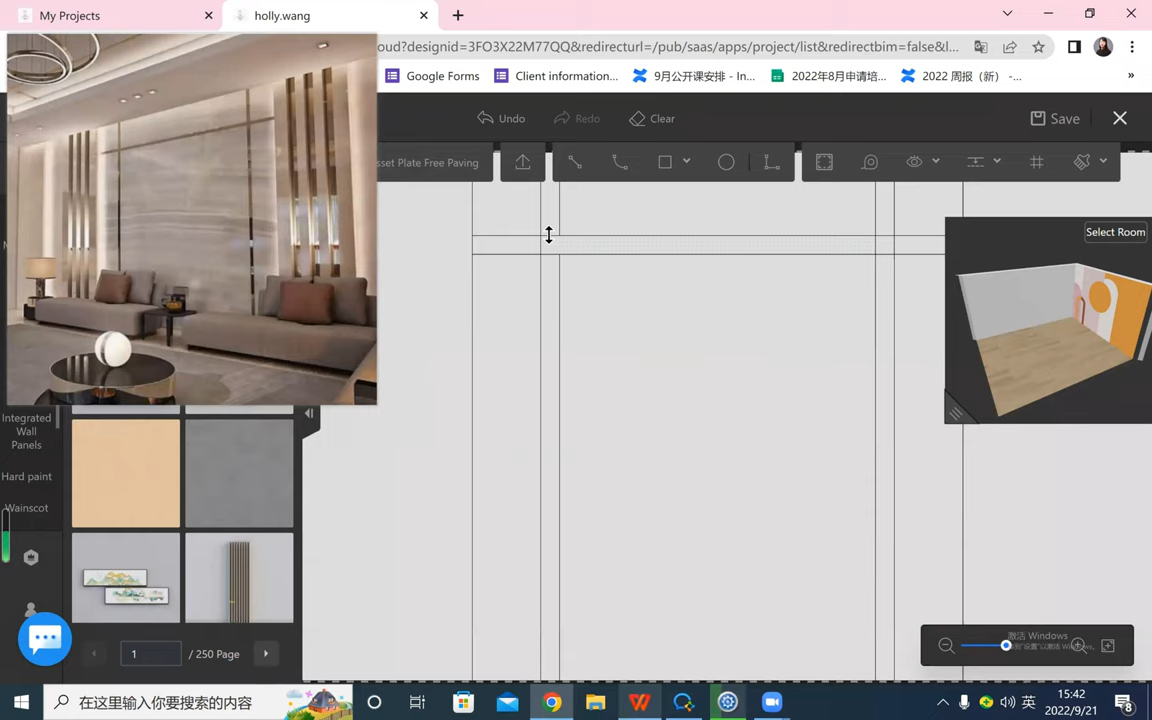 My Projects
holly.wang
oud?designid=3FO3X22M77QQ&redirecturl=/pub/saas/apps/project/list&redirectbim=false&l...
Google Forms
Client information...
9月公开课安排 - In...
2022年8月申请培...
2022 周报（新） -...
»
Undo
Redo
Clear
Save
sset Plate Free Paving
Select Room
Integrated
Wall
Panels
Hard paint
Wainscot
1
/ 250 Page
激活 Windows
在这里输入你要搜索的内容
英
15:42
2022/9/21
8